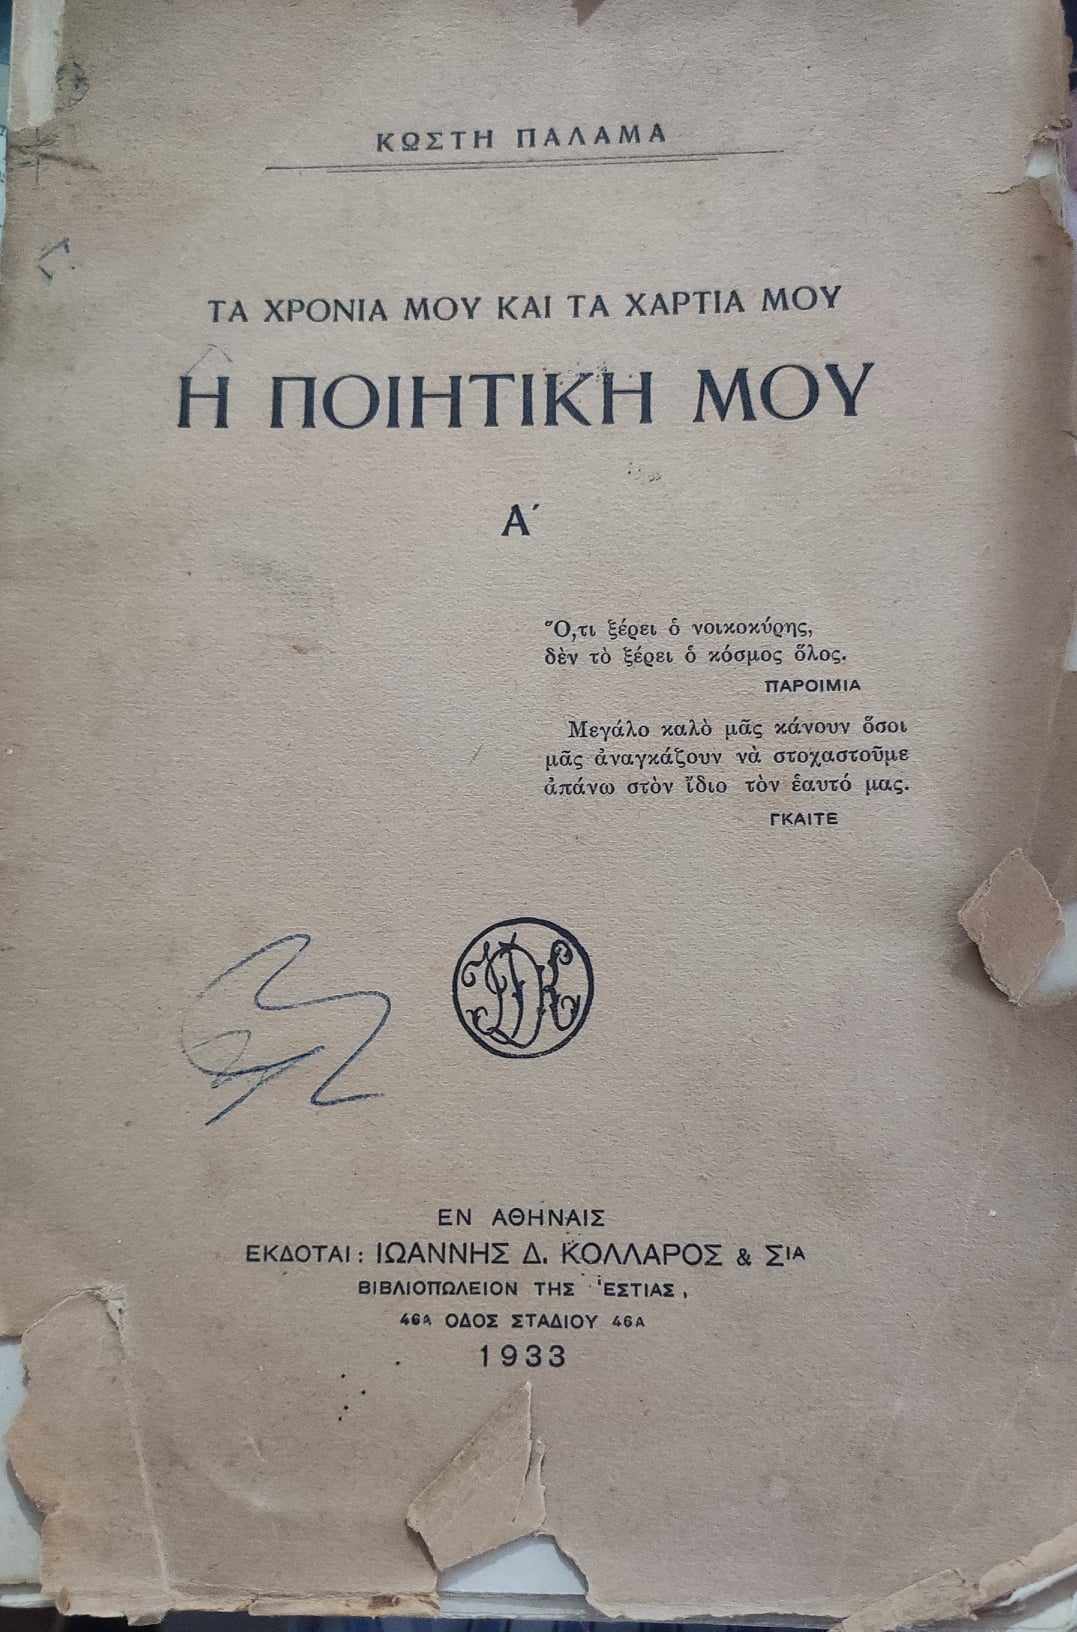 ΚΩΣΤΗ ΠΑΛΑΜΑ
ΤΑ ΧΡΟΝΙΑ ΜΟΥ ΚΑΙ ΤΑ ΧΑΡΤΙΑ ΜΟΥ
Η ΠΟΙΗΤΙΚΗ ΜΟΥ
Α΄
Ὅ,τι ξέρει ὁ νοικοκύρης,
δὲν τὸ ξέρει ὁ κόσμος ὅλος.
ΠΑΡΟΙΜΙΑ
Μεγάλο καλὸ μᾶς κάνουν ὅσοι
μᾶς ἀναγκάζουν νὰ στοχαστοῦμε
ἀπάνω στὸν ἴδιο τὸν ἑαυτό μας.
ΓΚΑΙΤΕ
ΙDΚ
ΕΝ ΑΘΗΝΑΙΣ
ΕΚΔΟΤΑΙ: ΙΩΑΝΝΗΣ Δ. ΚΟΛΛΑΡΟΣ & ΣΙΑ
ΒΙΒΛΙΟΠΩΛΕΙΟΝ ΤΗΣ ῾ΕΣΤΙΑΣ,
46Α ΟΔΟΣ ΣΤΑΔΙΟΥ 46Α
1933